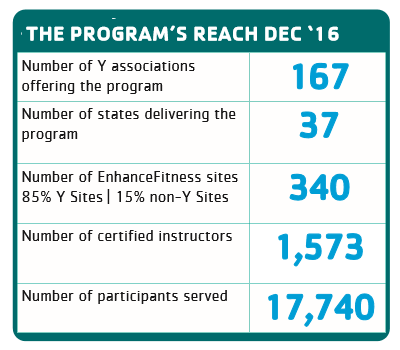 THE PROGRAM'S REACH DEC `16
Number of Y associations
offering the program
167
Number of states delivering the
program
37
Number of EnhanceFitness sites
85% Y Sites | 15% non-Y Sites
340
Number of certified instructors
1,573
Number of participants served
17,740